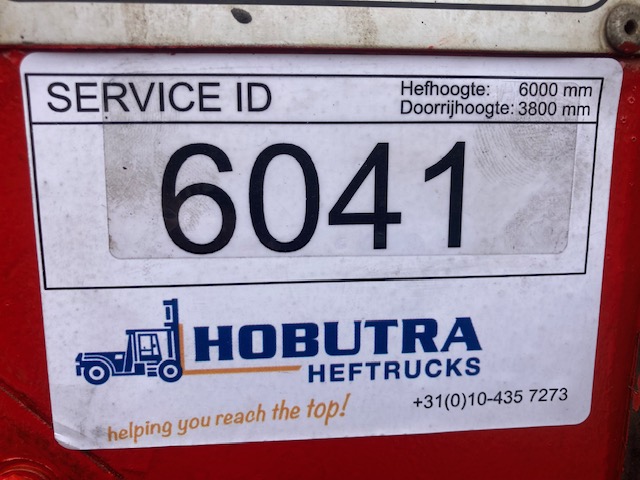 SERVICE ID
Hefhoogte: 6000 mm
Doorrijhoogte: 3800 mm
6041
HOBUTRA
HEFTRUCKS
helping you reach the top!
+31(0)10-435 7273